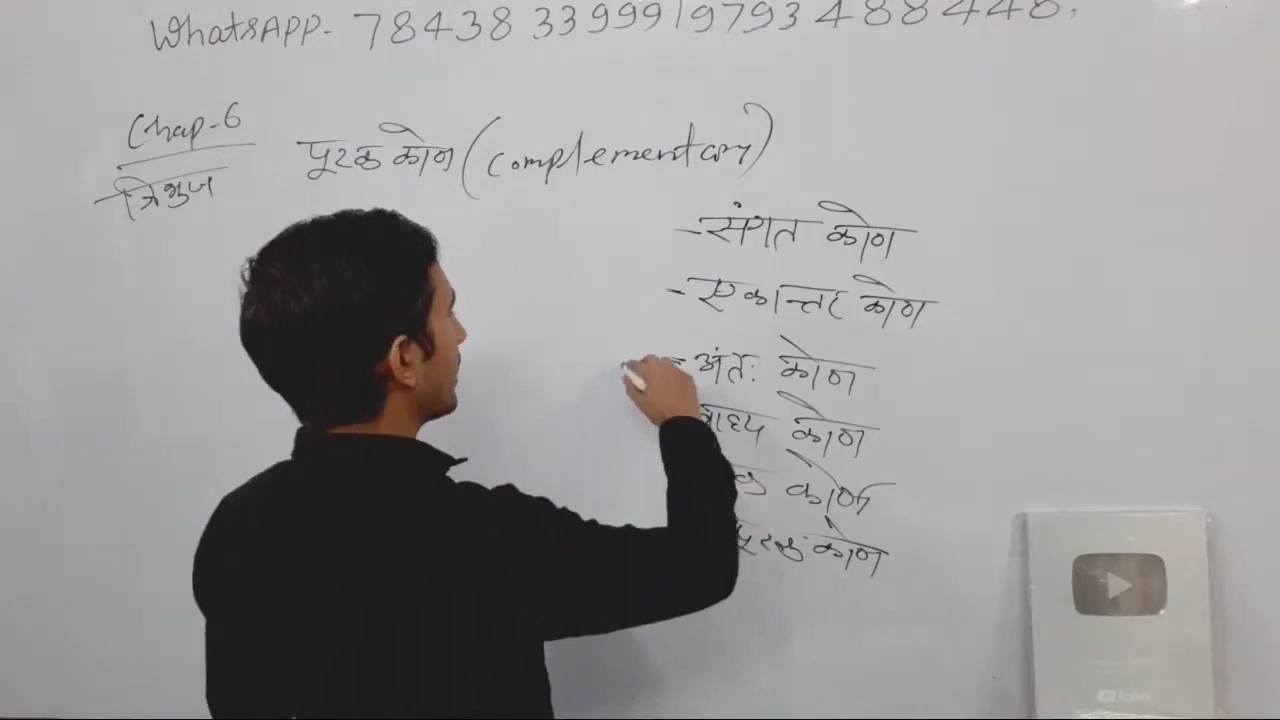 WhatsAPP- 7843833999/9793488448.
Chap-6
त्रिभुज
पूरक कोन (Complementary)
-संगत कोण
-एकान्तर कोण
-अंतः कोण
कोण
कोण
कोण